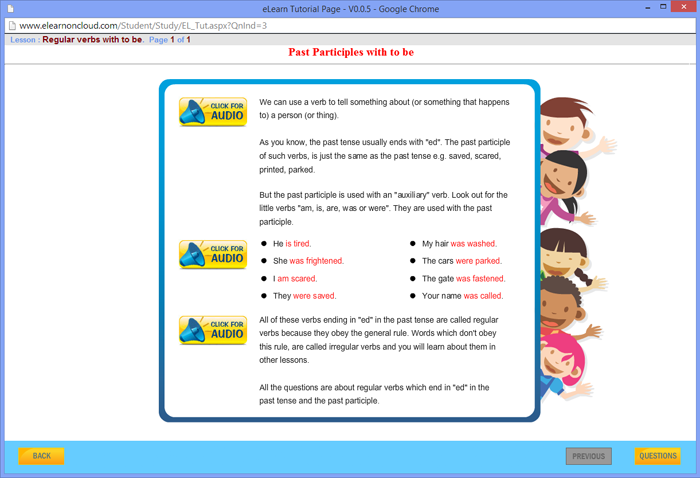 eLearn Tutorial Page - V0.0.5 - Google Chrome
www.elearnoncloud.com/Student/Study/EL_Tut.aspx?QnInd=3
Lesson : Regular verbs with to be. Page 1 of 1
Past Participles with to be
CLICK FOR
AUDIO
We can use a verb to tell something about (or something that happens
to) a person (or thing).
As you know, the past tense usually ends with "ed". The past participle
of such verbs, is just the same as the past tense e.g. saved, scared,
printed, parked.
But the past participle is used with an "auxiliary" verb. Look out for the
little verbs "am, is, are, was or were". They are used with the past
participle.
CLICK FOR
AUDIO
He is tired.
She was frightened.
I am scared.
They were saved.
My hair was washed.
The cars were parked.
The gate was fastened.
Your name was called.
CLICK FOR
AUDIO
All of these verbs ending in "ed" in the past tense are called regular
verbs because they obey the general rule. Words which don't obey
this rule, are called irregular verbs and you will learn about them in
other lessons.
All the questions are about regular verbs which end in "ed" in the
past tense and the past participle.
BACK
PREVIOUS
QUESTIONS